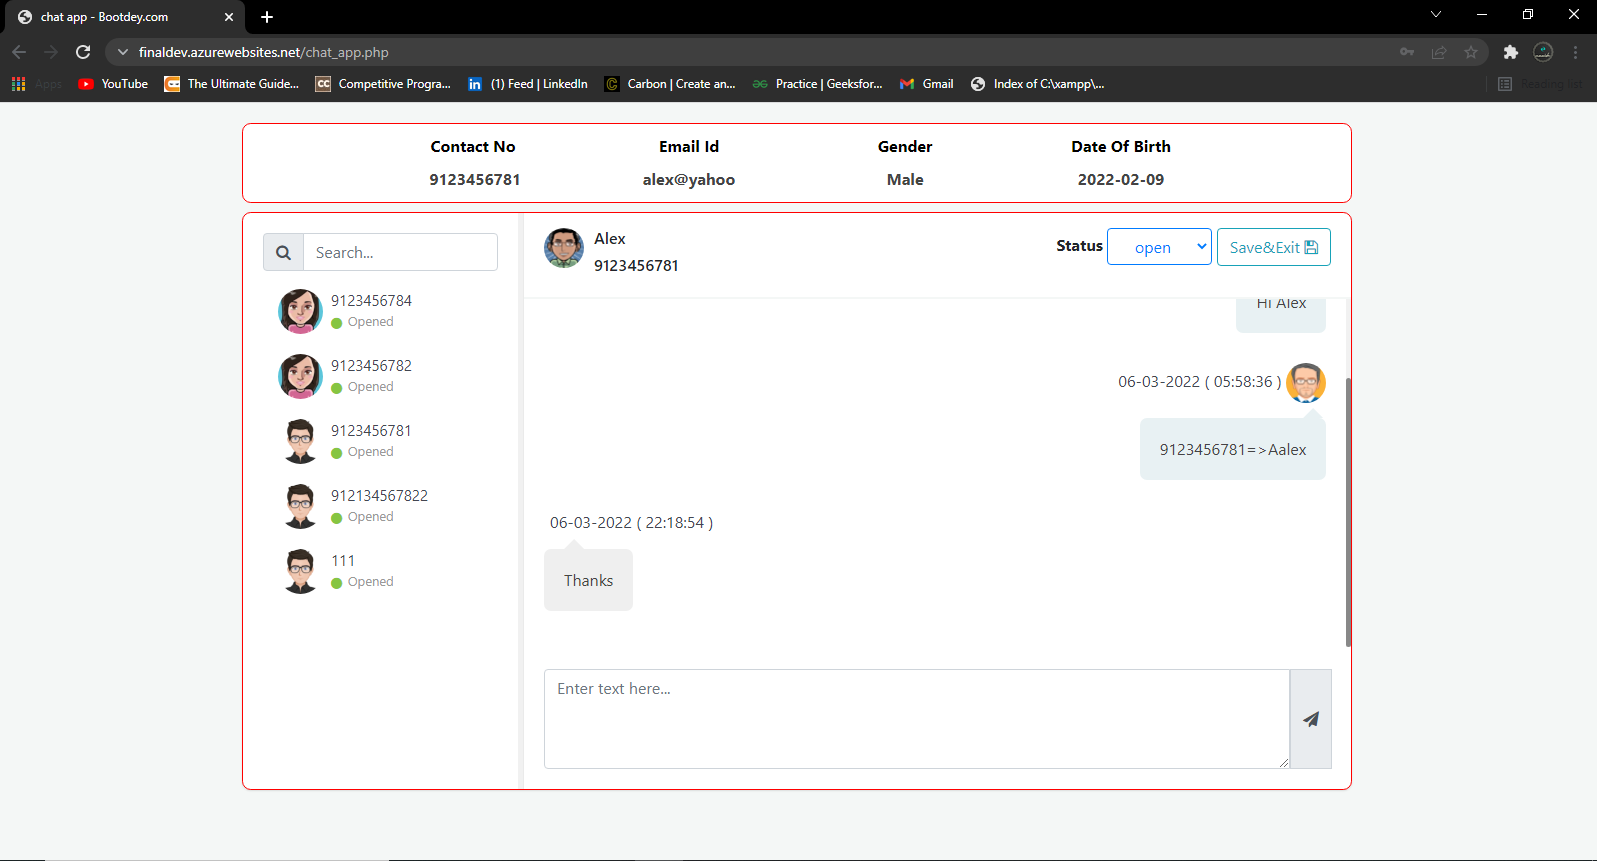 chat app - Bootdey.com
finaldev.azurewebsites.net/chat_app.php
Apps YouTube The Ultimate Guide... Competitive Progra... (1) Feed | LinkedIn Carbon | Create an... Practice | Geeksfor... Gmail Index of C:\xampp\... Reading list
Contact No Email Id Gender Date Of Birth
9123456781 alex@yahoo Male 2022-02-09
Search...
9123456784
Opened
9123456782
Opened
9123456781
Opened
912134567822
Opened
111
Opened
Alex
9123456781
Status open Save&Exit
Hi Alex
06-03-2022 ( 05:58:36 )
9123456781=>Aalex
06-03-2022 ( 22:18:54 )
Thanks
Enter text here...